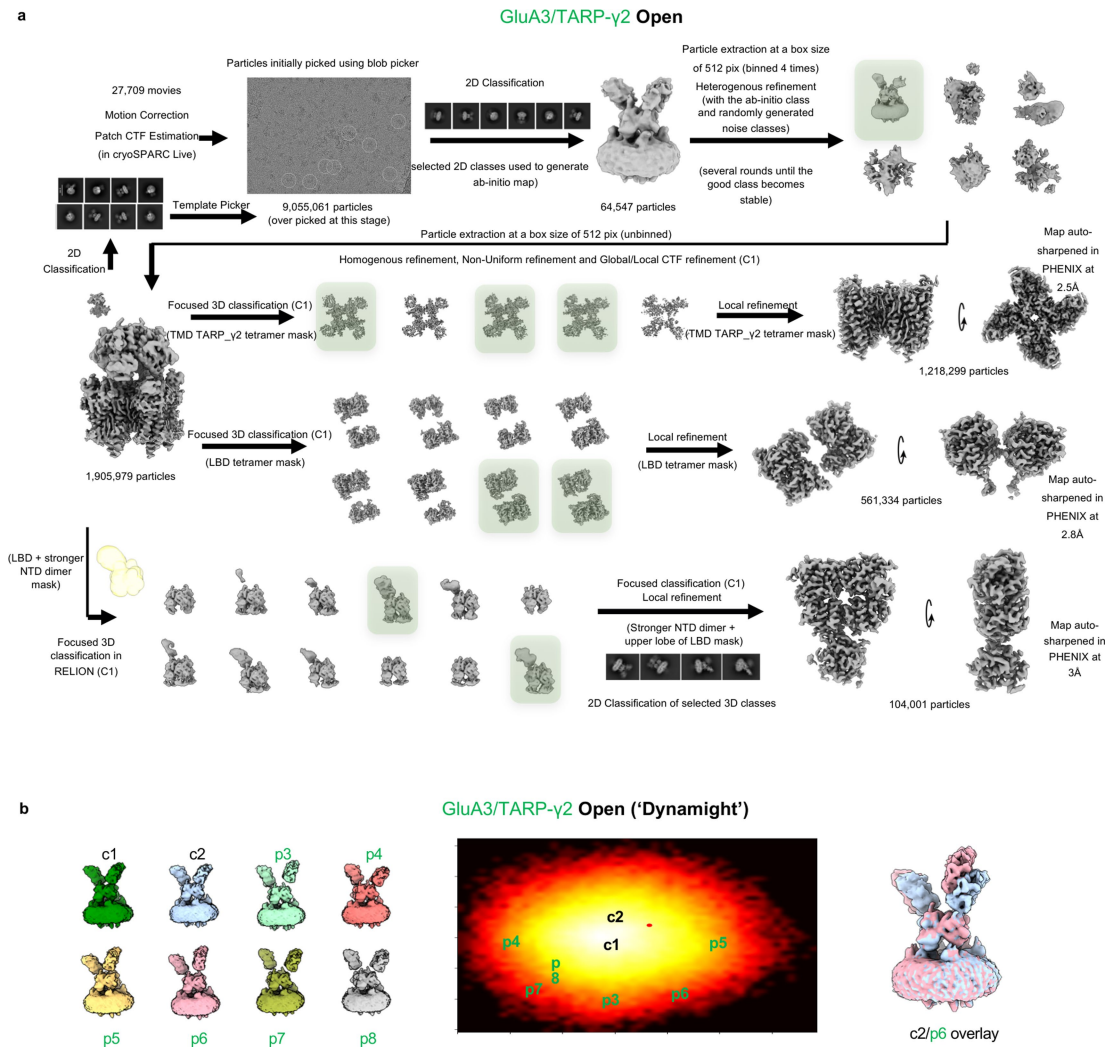 a
GluA3/TARP-γ2 Open
27,709 movies
Motion Correction
Patch CTF Estimation
(in cryoSPARC Live)
Particles initially picked using blob picker
9,055,061 particles
(over picked at this stage)
Template Picker
2D
Classification
2D Classification
selected 2D classes used to generate
ab-initio map)
64,547 particles
Particle extraction at a box size
of 512 pix (binned 4 times)
Heterogenous refinement
(with the ab-initio class
and randomly generated
noise classes)
(several rounds until the
good class becomes
stable)
Particle extraction at a box size of 512 pix (unbinned)
Homogenous refinement, Non-Uniform refinement and Global/Local CTF refinement (C1)
1,905,979 particles
Focused 3D classification (C1)
(TMD TARP_γ2 tetramer mask)
Local refinement
(TMD TARP_γ2 tetramer mask)
1,218,299 particles
Map auto-
sharpened in
PHENIX at
2.5Å
Focused 3D classification (C1)
(LBD tetramer mask)
Local refinement
(LBD tetramer mask)
561,334 particles
Map auto-
sharpened in
PHENIX at
2.8Å
(LBD + stronger
NTD dimer
mask)
Focused 3D
classification in
RELION (C1)
Focused classification (C1)
Local refinement
(Stronger NTD dimer +
upper lobe of LBD mask)
2D Classification of selected 3D classes
104,001 particles
Map auto-
sharpened in
PHENIX at
3Å
b
GluA3/TARP-γ2 Open (‘Dynamight’)
c1
c2
p3
p4
p5
p6
p7
p8
c2
c1
p4
p5
p
8
p7
p3
p6
c2/p6 overlay